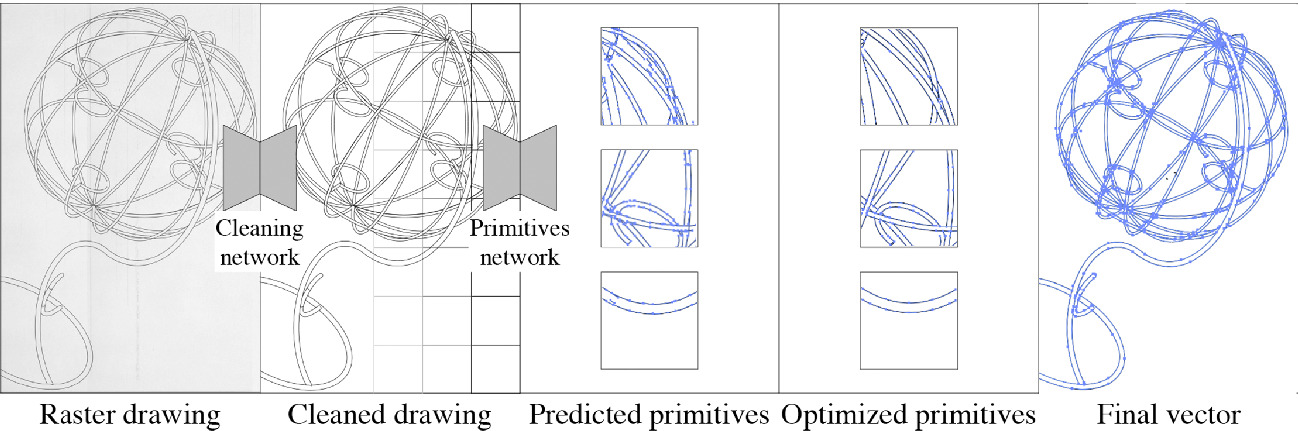 Cleaning
network
Primitives
network
Raster drawing
Cleaned drawing
Predicted primitives
Optimized primitives
Final vector